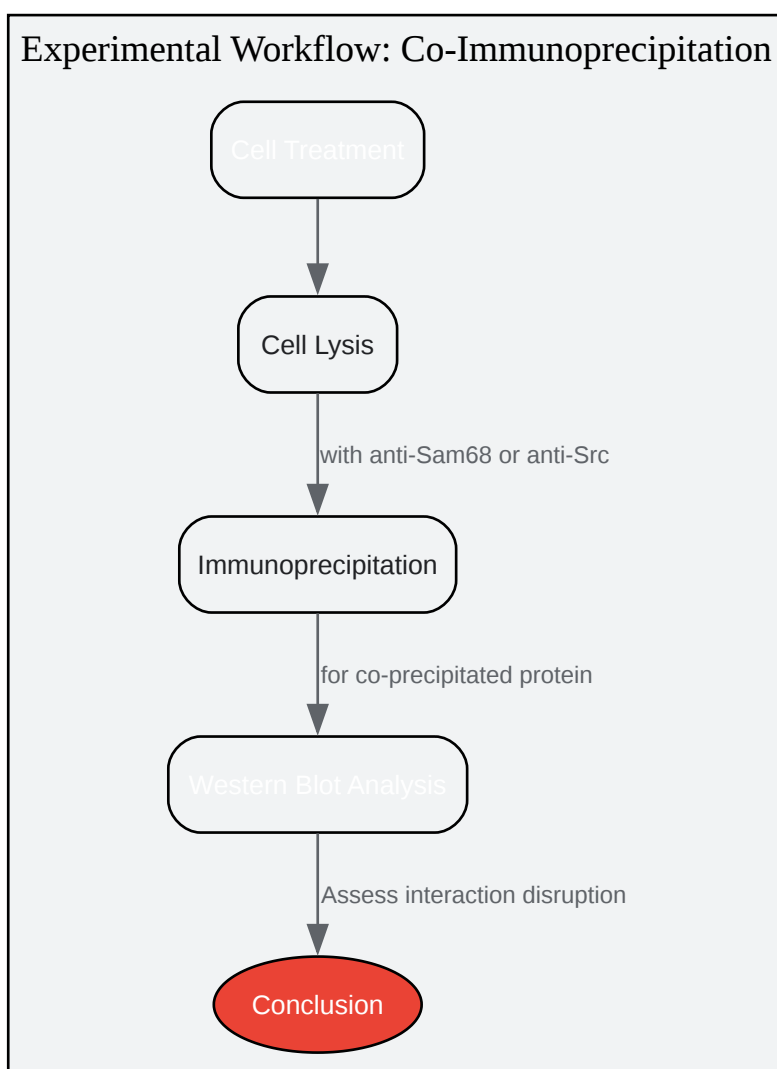 Experimental Workflow: Co-Immunoprecipitation
Cell Treatment
Cell Lysis
with anti-Sam68 or anti-Src
Immunoprecipitation
for co-precipitated protein
Western Blot Analysis
Assess interaction disruption
Conclusion